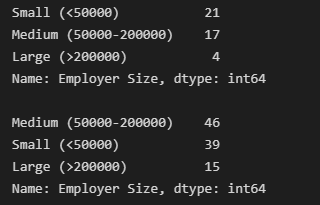 Small (<50000) 21
Medium (50000-200000) 17
Large (>200000) 4
Name: Employer Size, dtype: int64
Medium (50000-200000) 46
Small (<50000) 39
Large (>200000) 15
Name: Employer Size, dtype: int64